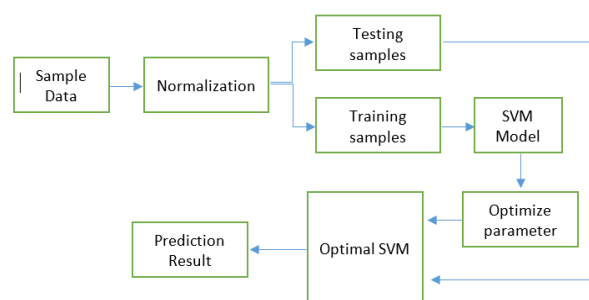 Testing
samples
Sample
Data
Normalization
Training
samples
SVM
Model
Optimize
parameter
Optimal SVM
Prediction
Result